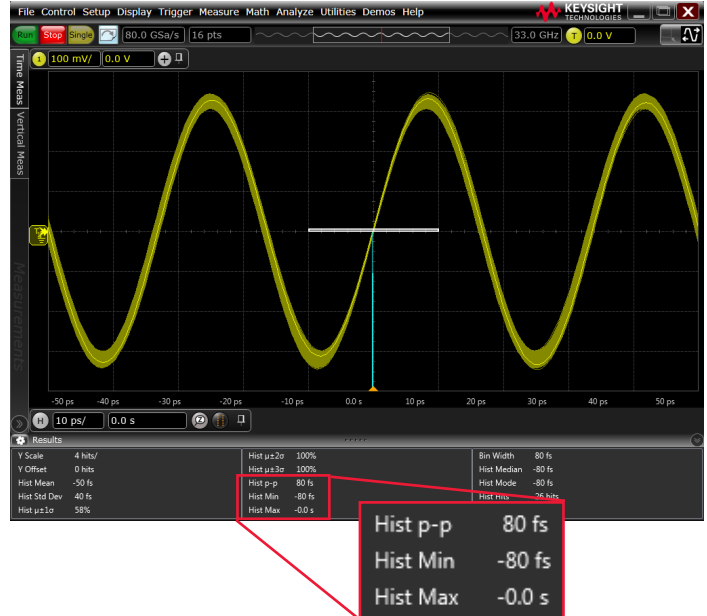 File Control Setup Display Trigger Measure Math Analyze Utilities Demos Help
KEYSIGHT
TECHNOLOGIES
Run Stop Single 80.0 GSa/s 16 pts 33.0 GHz T 0.0 V
1 100 mV/ 0.0 V
Time Meas
Vertical Meas
Measurements
T
-50 ps -40 ps -30 ps -20 ps -10 ps 0.0 s 10 ps 20 ps 30 ps 40 ps 50 ps
H 10 ps/ 0.0 s
Results
Y Scale 4 hits/
Y Offset 0 hits
Hist Mean -50 fs
Hist Std Dev 40 fs
Hist µ±1σ 58%
Hist µ±2σ 100%
Hist µ±3σ 100%
Hist p-p 80 fs
Hist Min -80 fs
Hist Max -0.0 s
Bin Width 80 fs
Hist Median -80 fs
Hist Mode -80 fs
Hist Hits 26 hits
Hist p-p 80 fs
Hist Min -80 fs
Hist Max -0.0 s